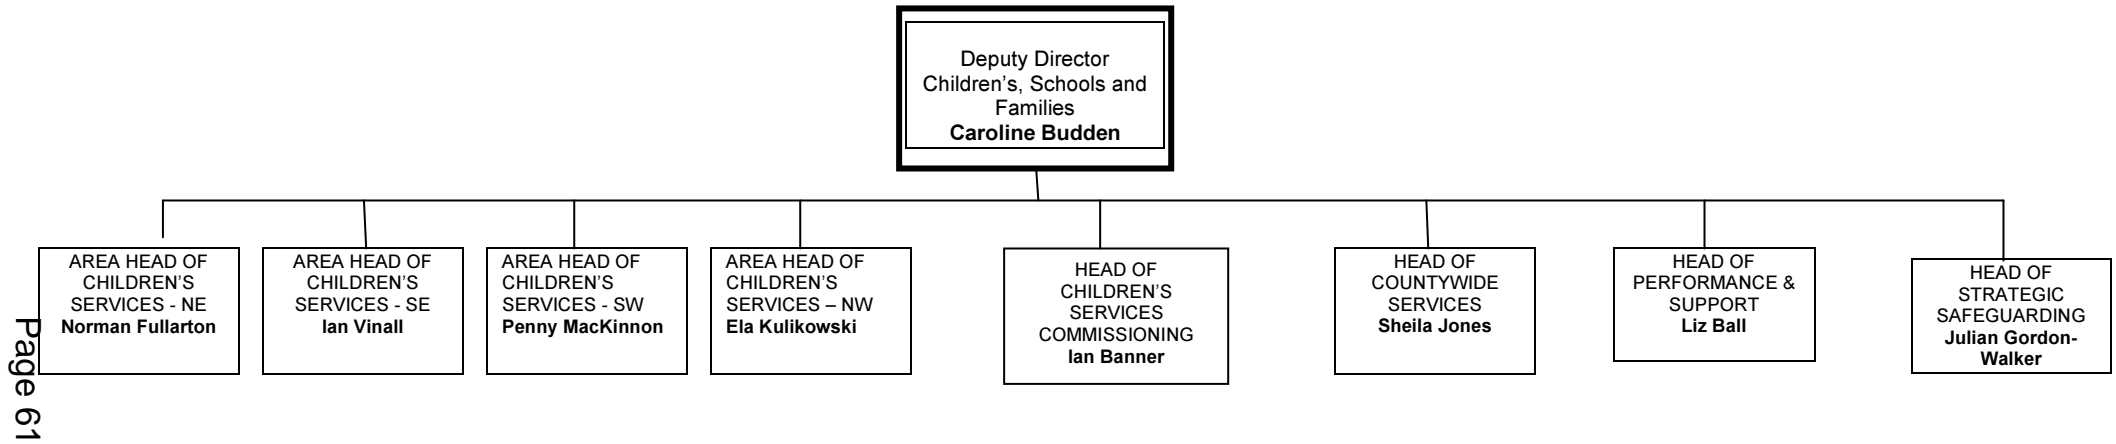 Deputy Director
Children’s, Schools and
Families
Caroline Budden
AREA HEAD OF
CHILDREN’S
SERVICES - NE
Norman Fullarton
AREA HEAD OF
CHILDREN’S
SERVICES - SE
Ian Vinall
AREA HEAD OF
CHILDREN’S
SERVICES - SW
Penny MacKinnon
AREA HEAD OF
CHILDREN’S
SERVICES – NW
Ela Kulikowski
HEAD OF
CHILDREN’S
SERVICES
COMMISSIONING
Ian Banner
HEAD OF
COUNTYWIDE
SERVICES
Sheila Jones
HEAD OF
PERFORMANCE &
SUPPORT
Liz Ball
HEAD OF
STRATEGIC
SAFEGUARDING
Julian Gordon-
Walker
Page 61